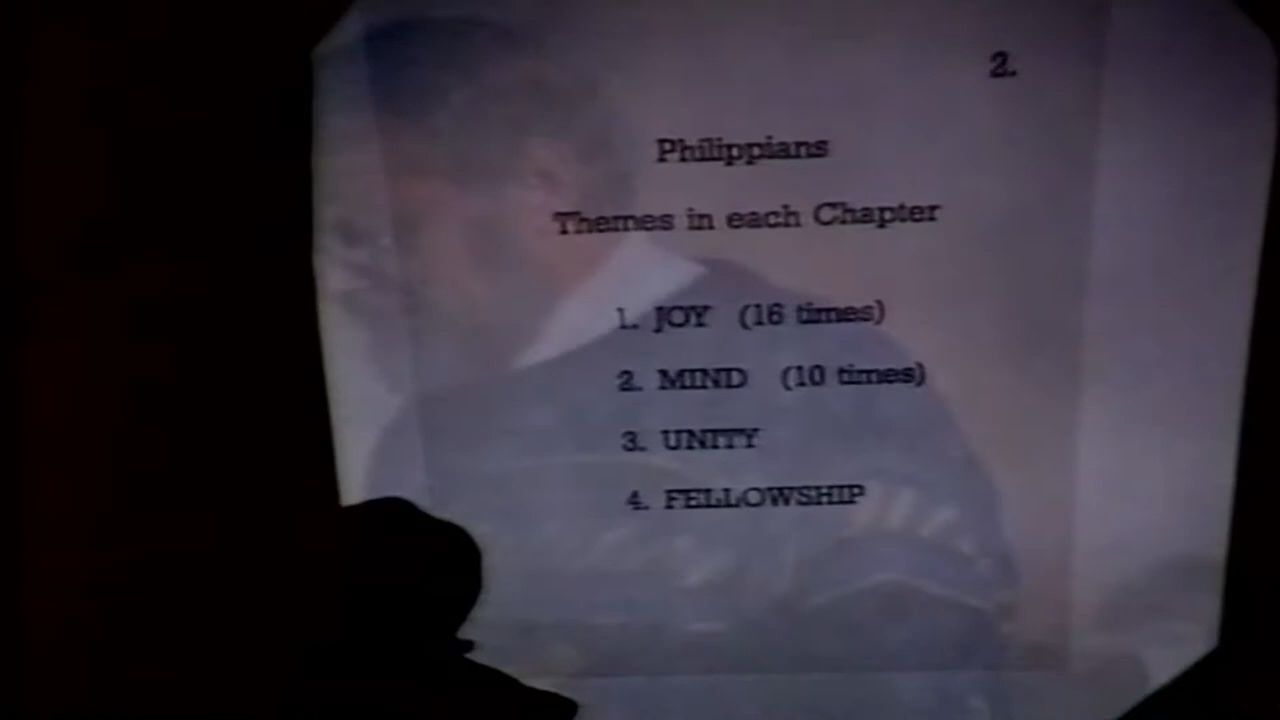 2.
Philippians
Themes in each Chapter
1. JOY (16 times)
2. MIND (10 times)
3. UNITY
4. FELLOWSHIP